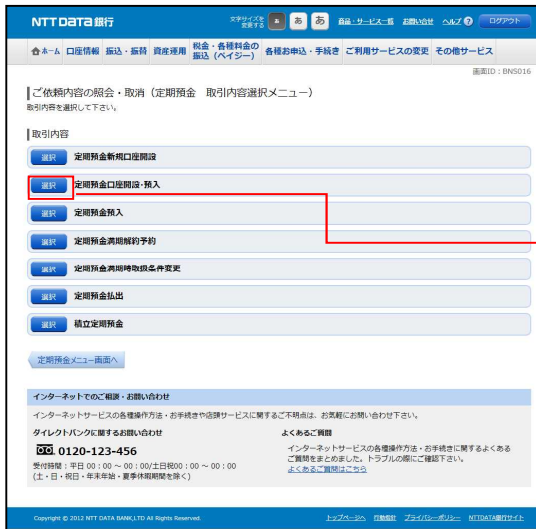 NTT DATA 銀行
文字サイズを
変更する
あ あ あ
商品・サービス一覧 お問い合せ ヘルプ ログアウト
ホーム 口座情報 振込・振替 資産運用 税金・各種料金の
振込(ペイジー) 各種お申込・手続き ご利用サービスの変更 その他サービス
画面ID:BNS016
ご依頼内容の照会・取消(定期預金 取引内容選択メニュー)
取引内容を選択して下さい。
取引内容
選択 定期預金新規口座開設
選択 定期預金口座開設・預入
選択 定期預金預入
選択 定期預金満期解約予約
選択 定期預金満期時取扱条件変更
選択 定期預金払出
選択 積立定期預金
定期預金メニュー画面へ
インターネットでのご相談・お問い合わせ
インターネットサービスの各種操作方法・お手続きや店頭サービスに関するご不明点は、お気軽にお問い合わせ下さい。
ダイレクトバンクに関するお問い合わせ
0120-123-456
受付時間:平日 00:00 ~ 00:00/土日祝00:00 ~ 00:00
(土・日・祝日・年末年始・夏季休暇期間を除く)
よくあるご質問
インターネットサービスの各種操作方法・お手続きに関するよくある
ご質問をまとめました。トラブルの際にご確認下さい。
よくあるご質問はこちら
Copyright © 2012 NTT DATA BANK,LTD All Rights Reserved.
トップページへ 行動指針 プライバシーポリシー NTTDATA銀行サイト